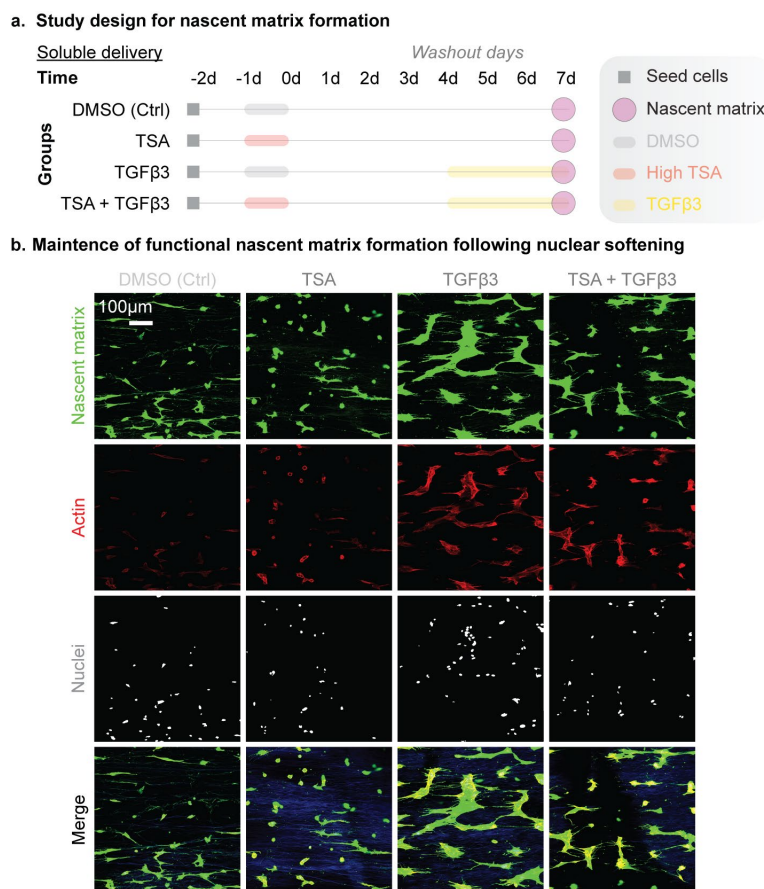 a. Study design for nascent matrix formation
Soluble delivery
Washout days
Time -2d -1d 0d 1d 2d 3d 4d 5d 6d 7d
Groups
DMSO (Ctrl)
TSA
TGFβ3
TSA + TGFβ3
Seed cells
Nascent matrix
DMSO
High TSA
TGFβ3
b. Maintence of functional nascent matrix formation following nuclear softening
DMSO (Ctrl) TSA TGFβ3 TSA + TGFβ3
100μm
Nascent matrix
Actin
Nuclei
Merge